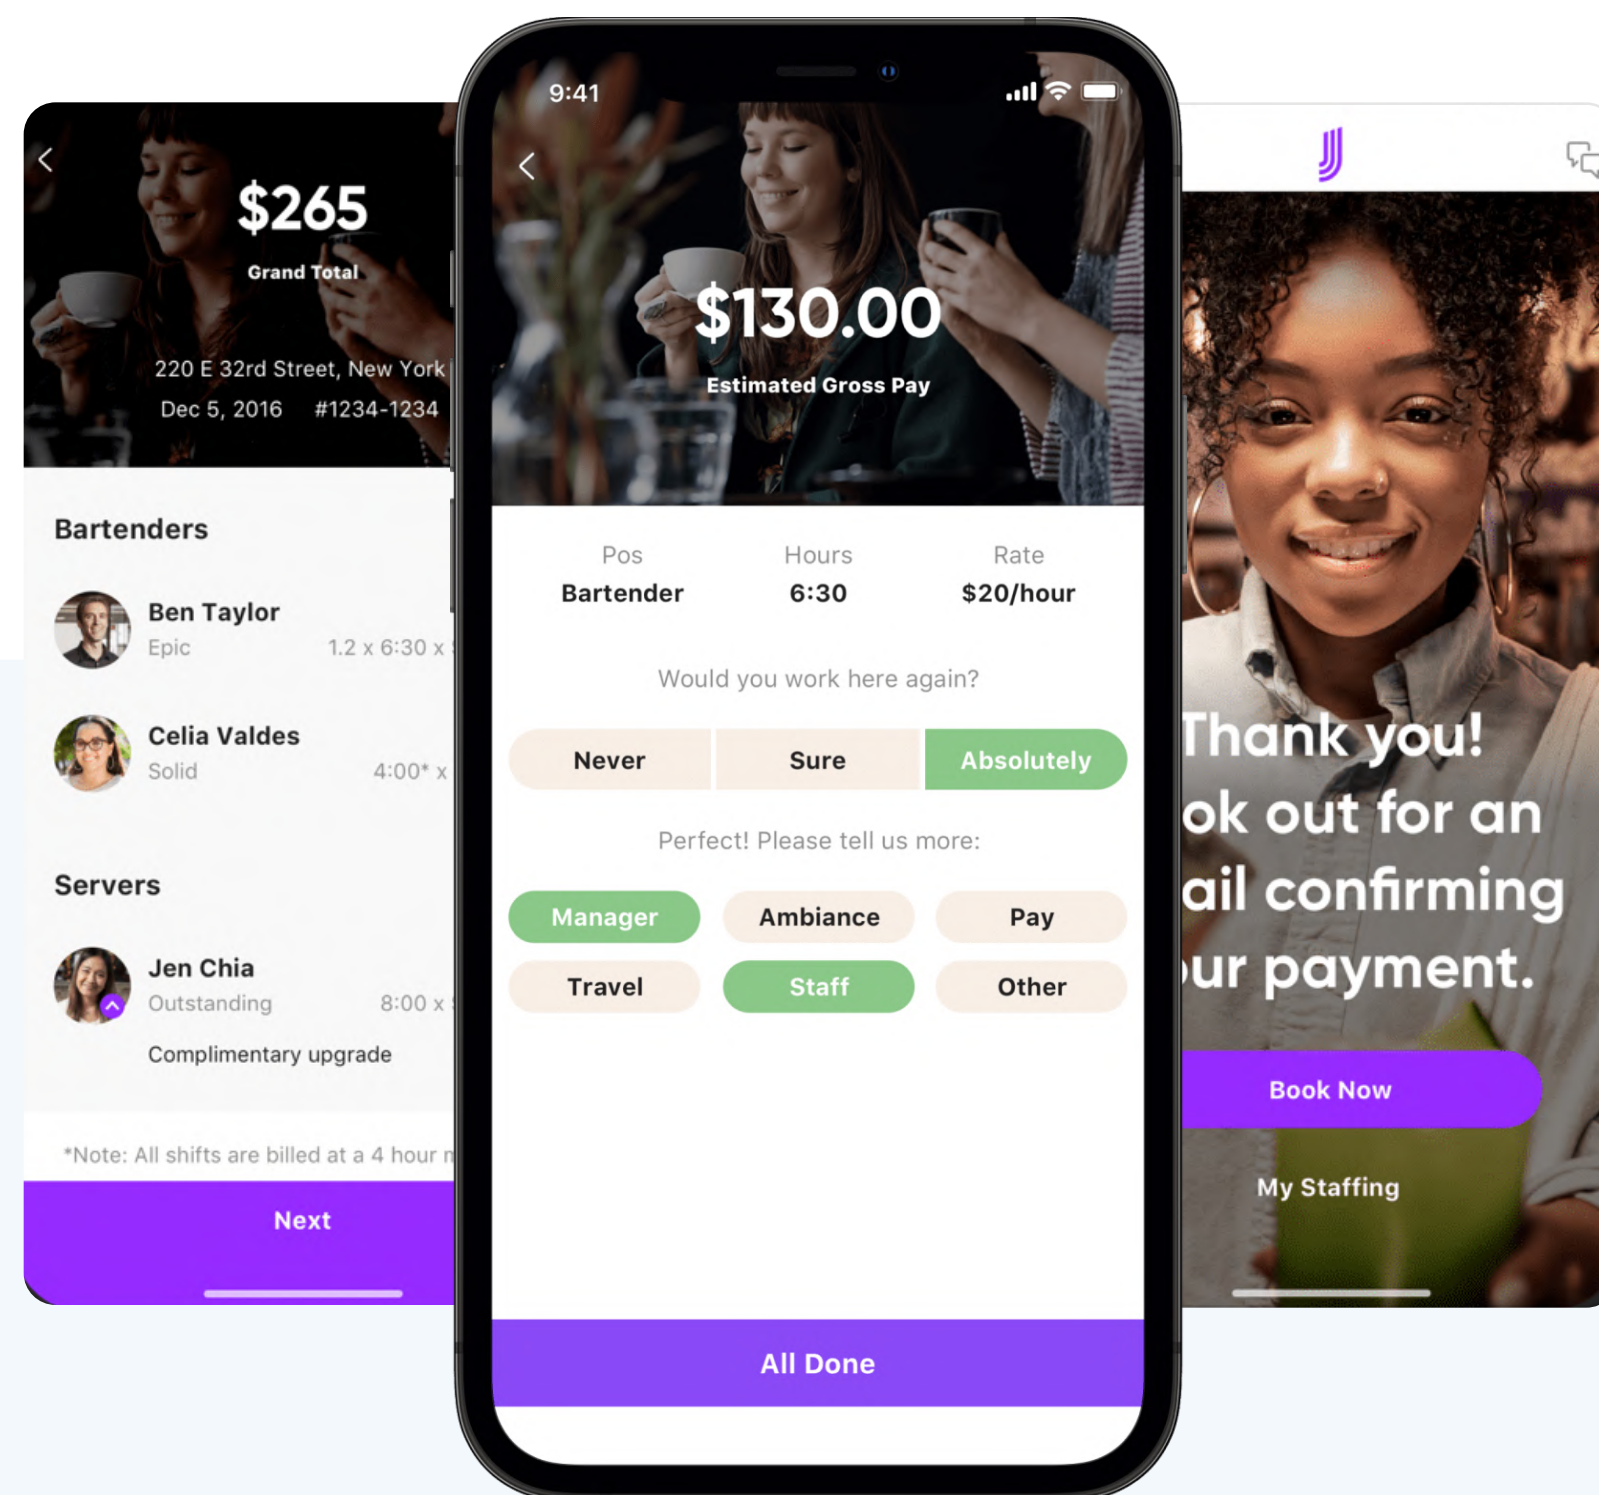 $265
Grand Total
220 E 32rd Street, New York
Dec 5, 2016 #1234-1234
Bartenders
Ben Taylor
Epic 1.2 x 6:30 x
Celia Valdes
Solid 4:00* x
Servers
Jen Chia
Outstanding 8:00 x
Complimentary upgrade
*Note: All shifts are billed at a 4 hour
Next
9:41
$130.00
Estimated Gross Pay
Pos Hours Rate
Bartender 6:30 $20/hour
Would you work here again?
Never Sure Absolutely
Perfect! Please tell us more:
Manager Ambiance Pay
Travel Staff Other
All Done
Thank you!
ok out for an
ail confirming
ur payment.
Book Now
My Staffing